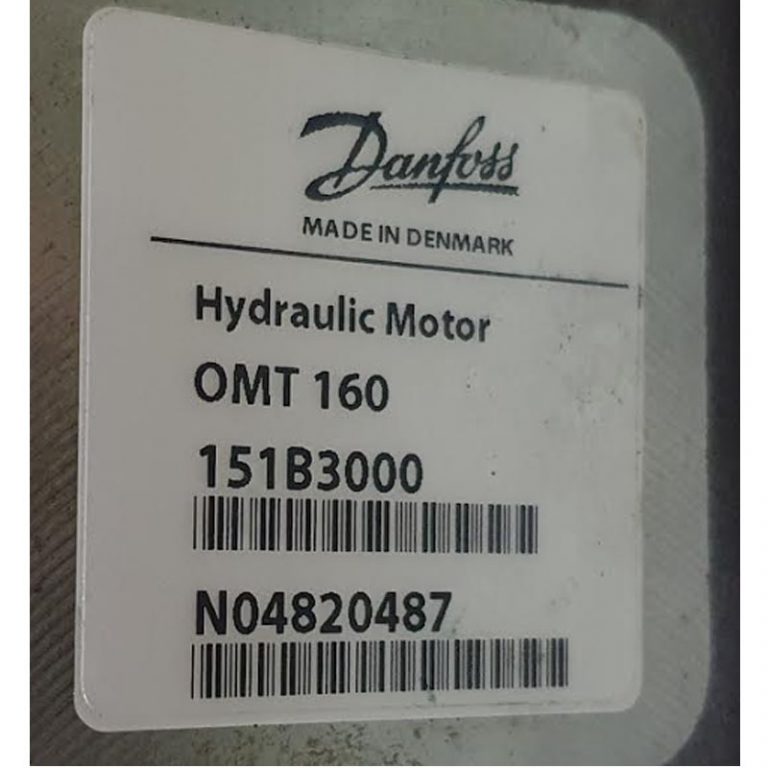 Danfoss
MADE IN DENMARK
Hydraulic Motor
OMT 160
151B3000
N04820487